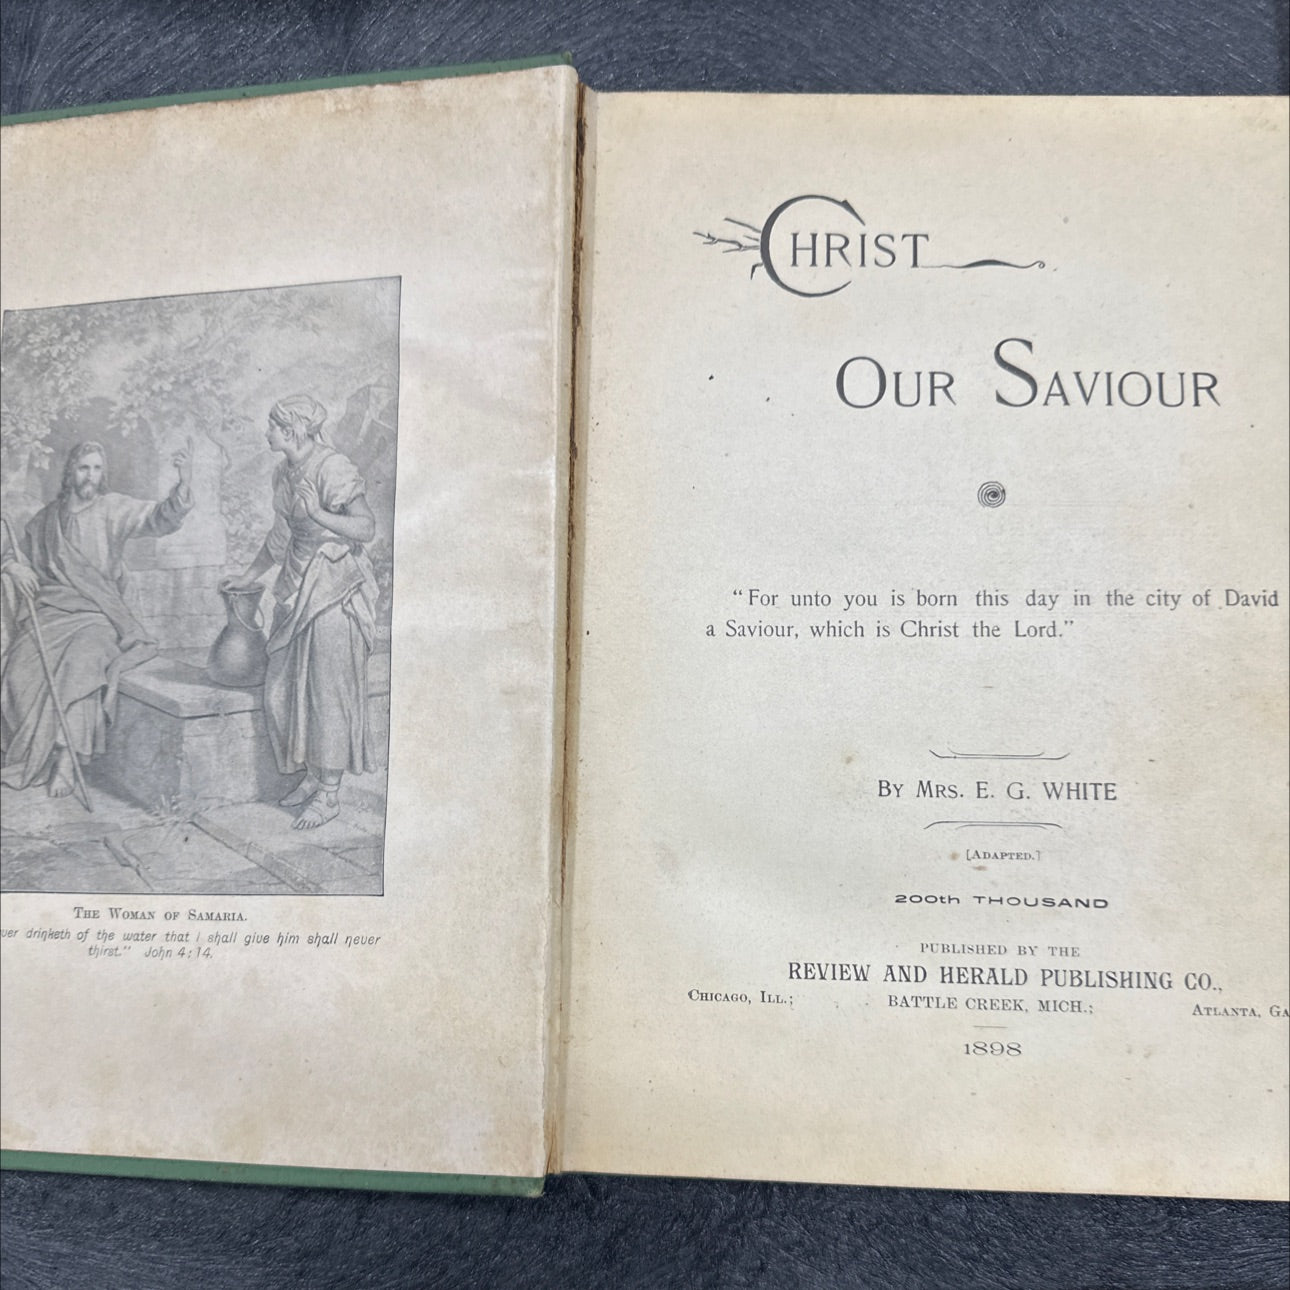 The Woman of Samaria.
drinketh of the water that I shall give him shall never
thirst." John 4:14.
Christ
Our Saviour
"For unto you is born this day in the city of David
a Saviour, which is Christ the Lord."
By Mrs. E. G. WHITE
[Adapted.]
200th THOUSAND
PUBLISHED BY THE
REVIEW AND HERALD PUBLISHING CO.,
Chicago, Ill.; BATTLE CREEK, MICH.; Atlanta, Ga
1898